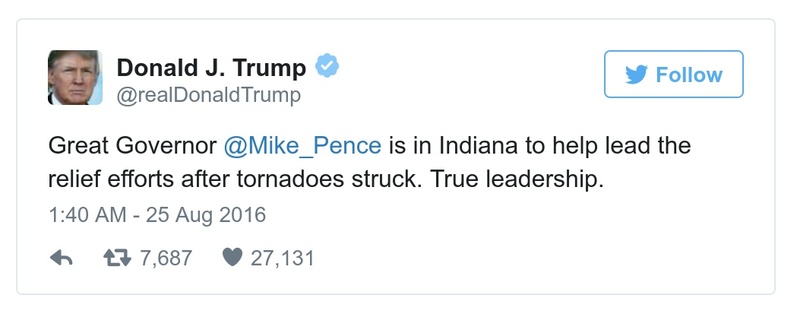 Donald J. Trump
@realDonaldTrump
Follow
Great Governor @Mike_Pence is in Indiana to help lead the
relief efforts after tornadoes struck. True leadership.
1:40 AM - 25 Aug 2016
7,687 27,131